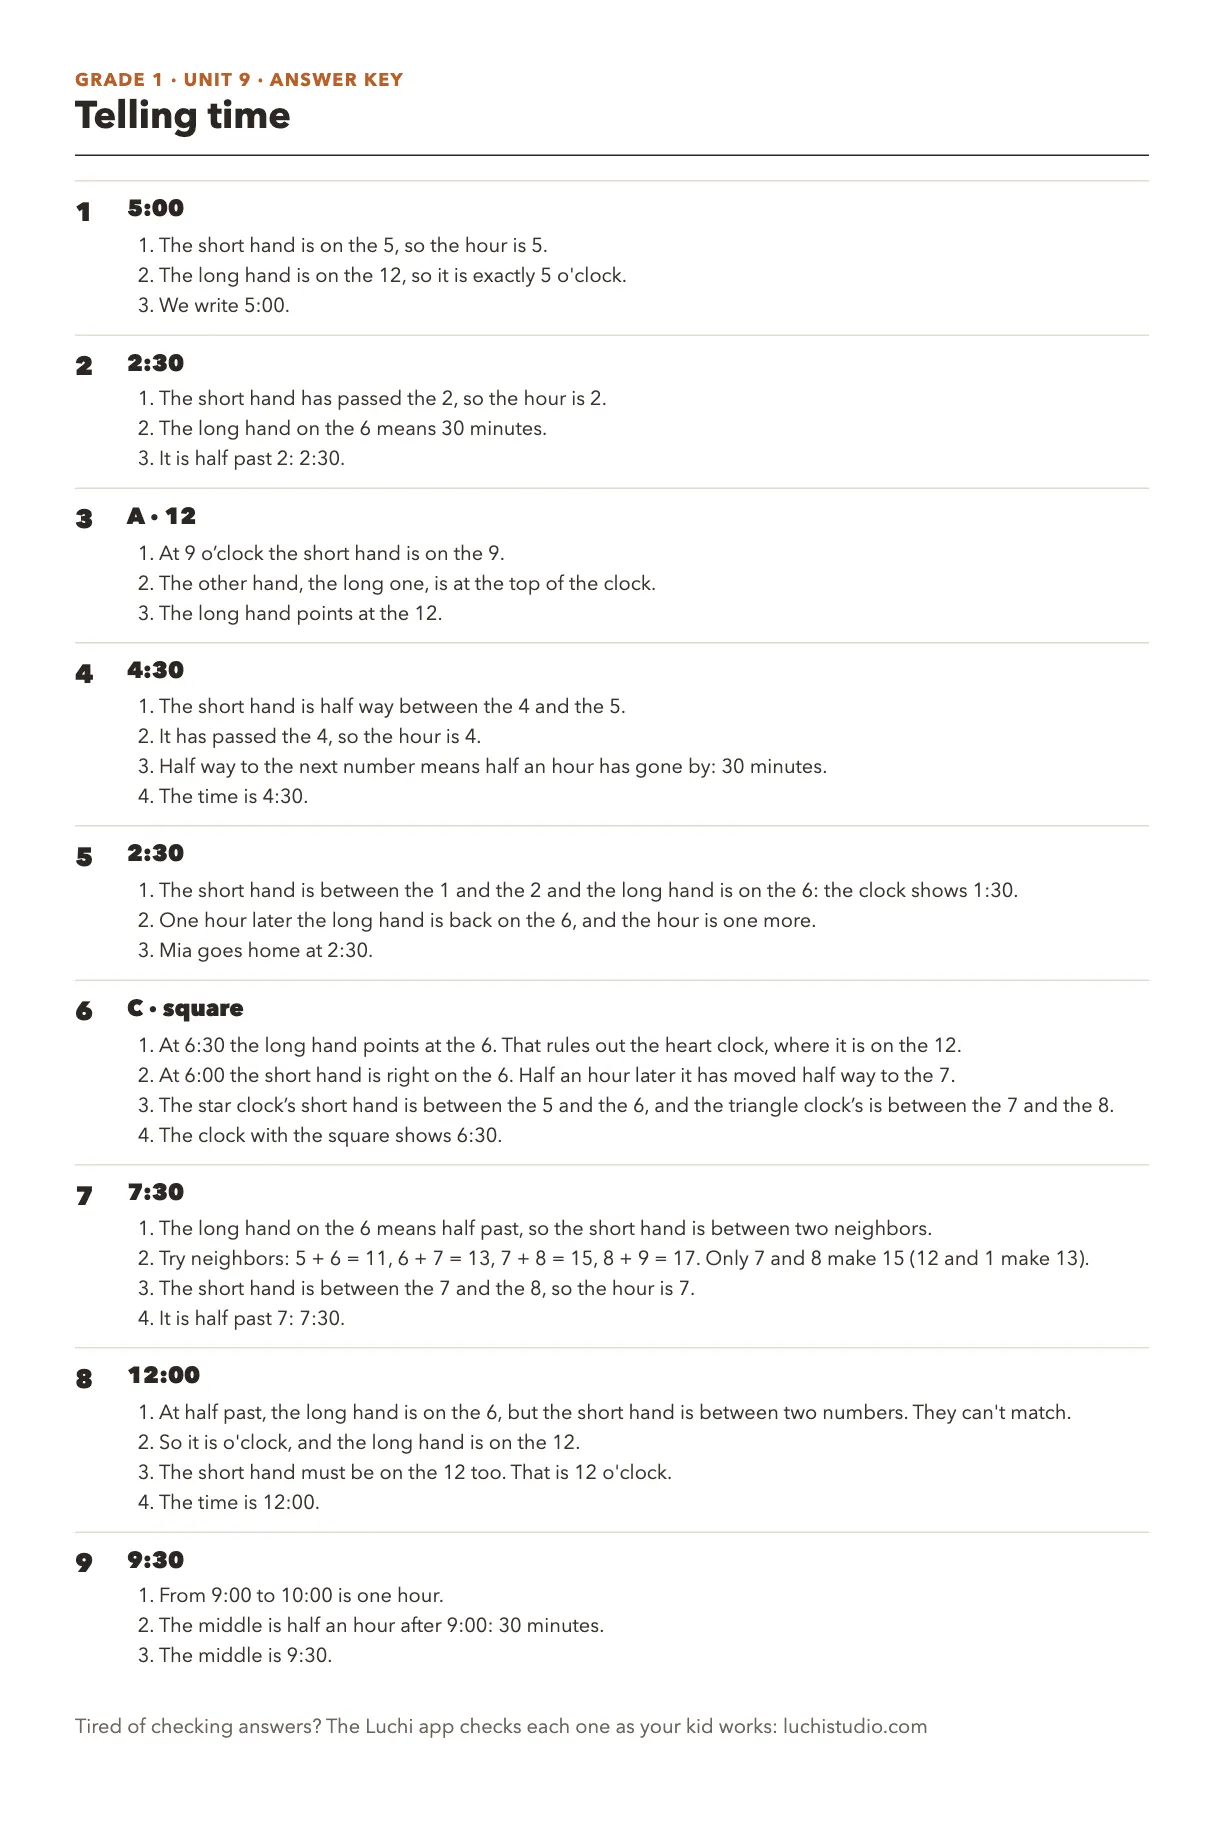 GRADE 1 · UNIT 9 · ANSWER KEY
Telling time
1 5:00
1. The short hand is on the 5, so the hour is 5.
2. The long hand is on the 12, so it is exactly 5 o'clock.
3. We write 5:00.
2 2:30
1. The short hand has passed the 2, so the hour is 2.
2. The long hand on the 6 means 30 minutes.
3. It is half past 2: 2:30.
3 A · 12
1. At 9 o’clock the short hand is on the 9.
2. The other hand, the long one, is at the top of the clock.
3. The long hand points at the 12.
4 4:30
1. The short hand is half way between the 4 and the 5.
2. It has passed the 4, so the hour is 4.
3. Half way to the next number means half an hour has gone by: 30 minutes.
4. The time is 4:30.
5 2:30
1. The short hand is between the 1 and the 2 and the long hand is on the 6: the clock shows 1:30.
2. One hour later the long hand is back on the 6, and the hour is one more.
3. Mia goes home at 2:30.
6 C · square
1. At 6:30 the long hand points at the 6. That rules out the heart clock, where it is on the 12.
2. At 6:00 the short hand is right on the 6. Half an hour later it has moved half way to the 7.
3. The star clock’s short hand is between the 5 and the 6, and the triangle clock’s is between the 7 and the 8.
4. The clock with the square shows 6:30.
7 7:30
1. The long hand on the 6 means half past, so the short hand is between two neighbors.
2. Try neighbors: 5 + 6 = 11, 6 + 7 = 13, 7 + 8 = 15, 8 + 9 = 17. Only 7 and 8 make 15 (12 and 1 make 13).
3. The short hand is between the 7 and the 8, so the hour is 7.
4. It is half past 7: 7:30.
8 12:00
1. At half past, the long hand is on the 6, but the short hand is between two numbers. They can't match.
2. So it is o'clock, and the long hand is on the 12.
3. The short hand must be on the 12 too. That is 12 o'clock.
4. The time is 12:00.
9 9:30
1. From 9:00 to 10:00 is one hour.
2. The middle is half an hour after 9:00: 30 minutes.
3. The middle is 9:30.
Tired of checking answers? The Luchi app checks each one as your kid works: luchistudio.com